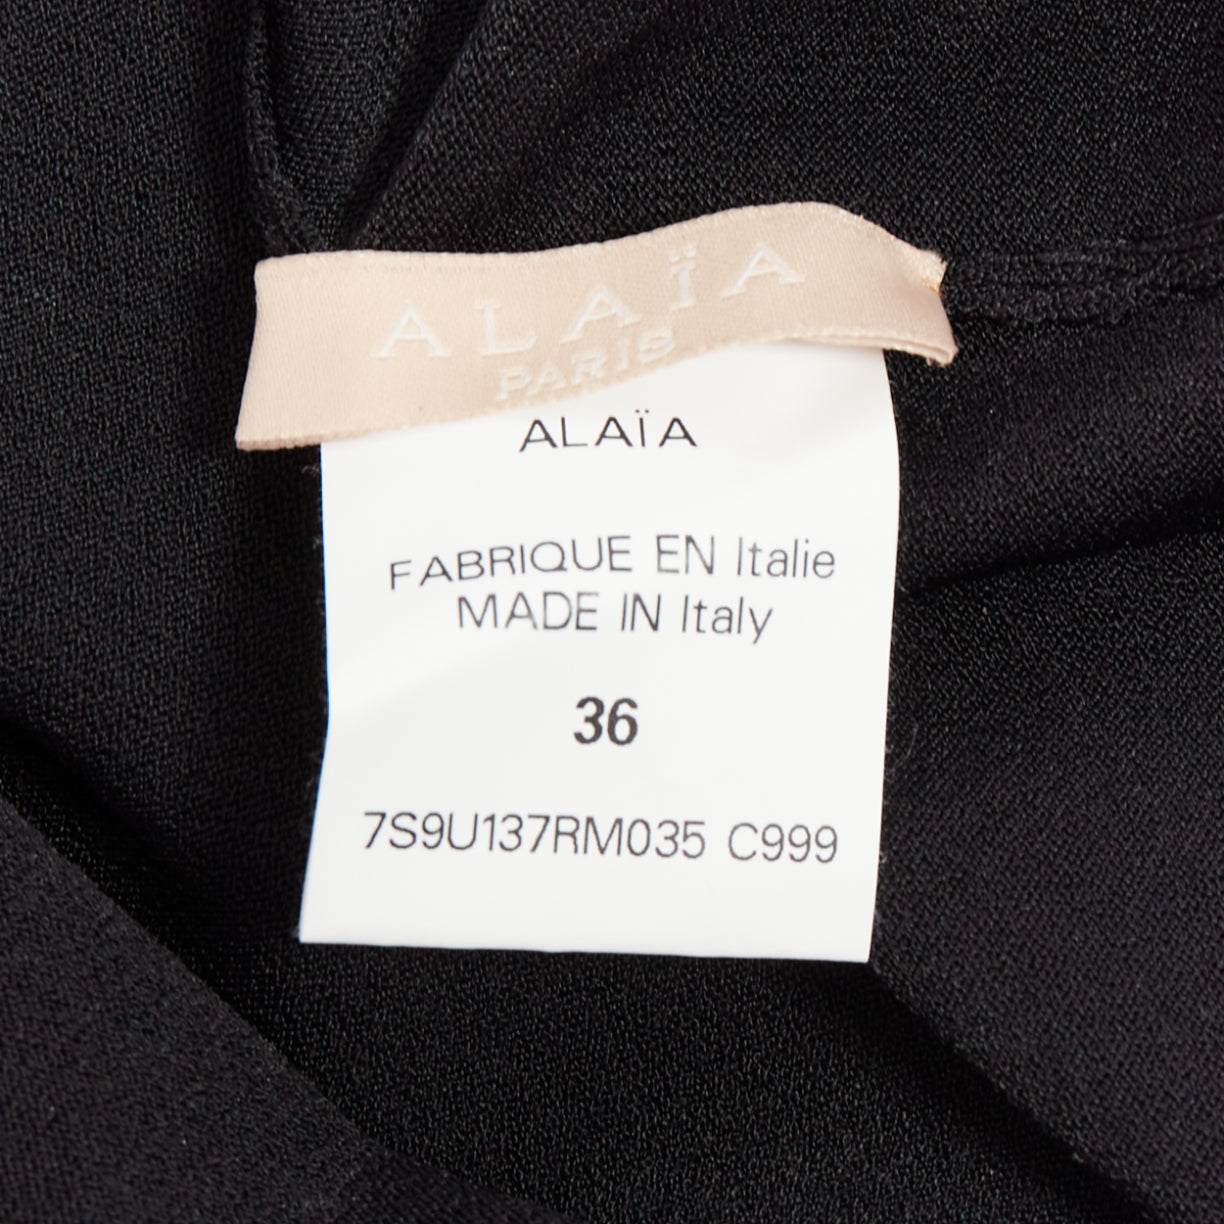 ALAÏA
PARIS
ALAÏA
FABRIQUE EN Italie
MADE IN Italy
36
7S9U137RM035 C999